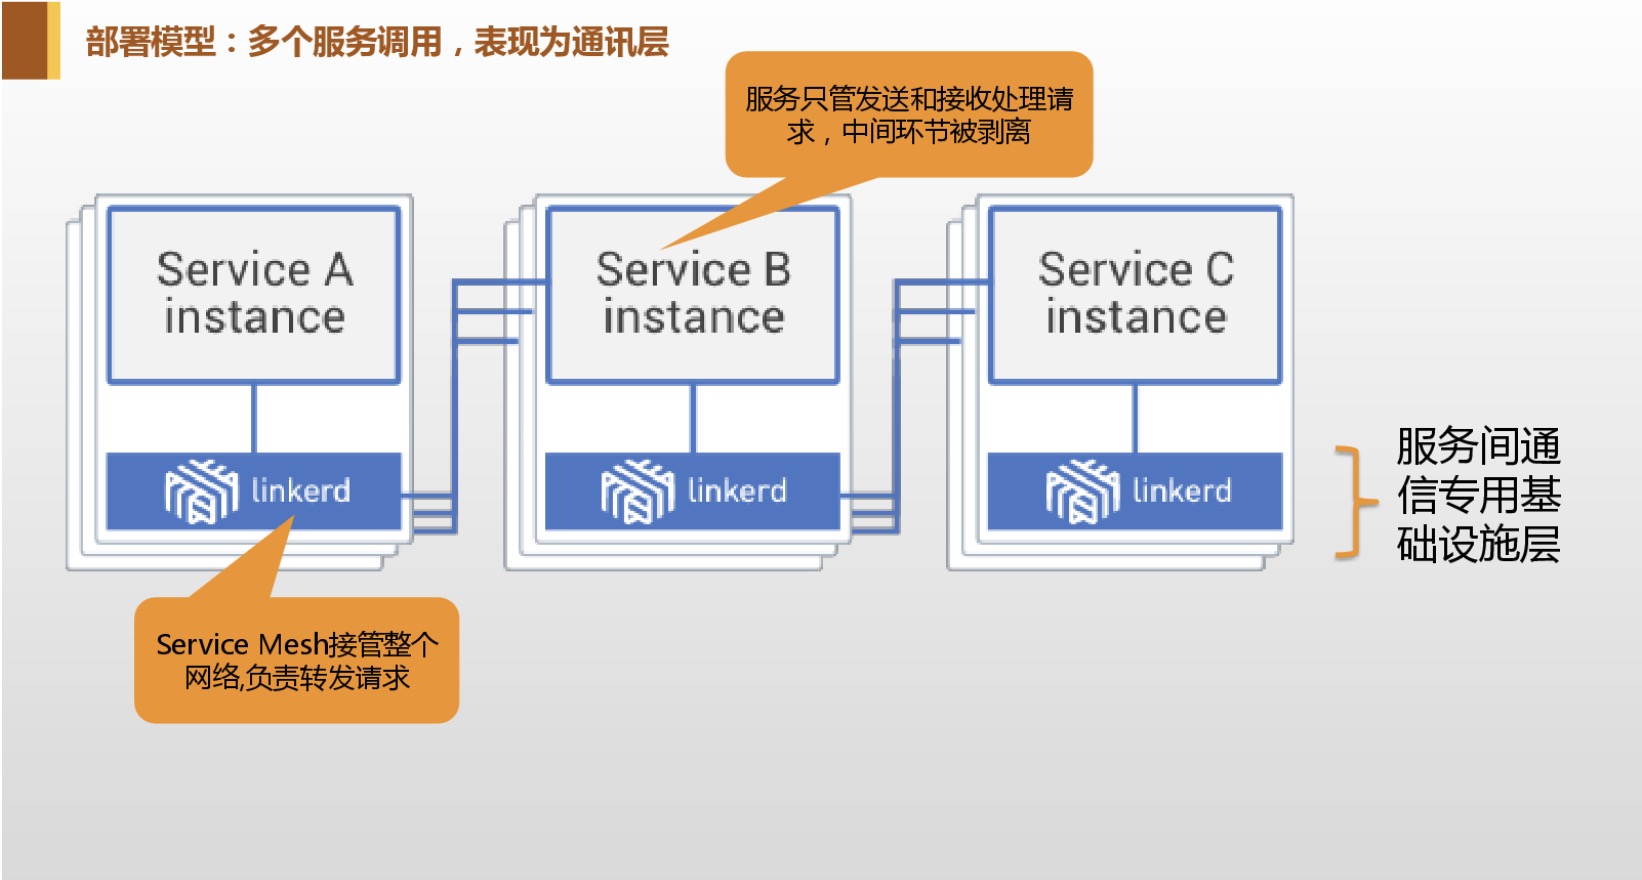 部署模型：多个服务调用，表现为通讯层
服务只管发送和接收处理请
求，中间环节被剥离
Service A
instance
Service B
instance
Service C
instance
linkerd
linkerd
linkerd
服务间通
信专用基
础设施层
Service Mesh接管整个
网络,负责转发请求